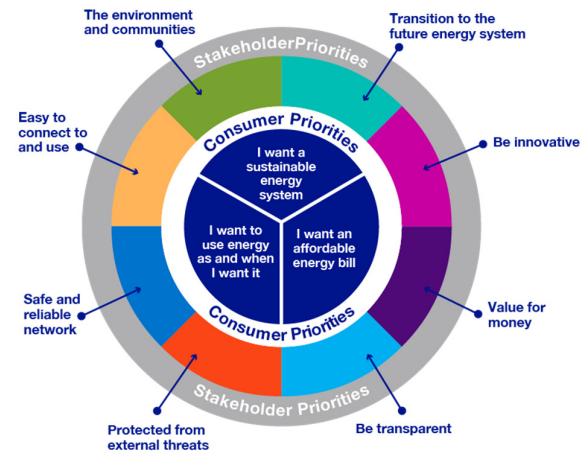 The environment
and communities
Transition to the
future energy system
StakeholderPriorities
Easy to
connect to
and use
Consumer Priorities
Be innovative
I want a
sustainable
energy
system
I want to
use energy
as and when
I want it
I want an
affordable
energy bill
Safe and
reliable
network
Value for
money
Consumer Priorities
Stakeholder Priorities
Protected from
external threats
Be transparent